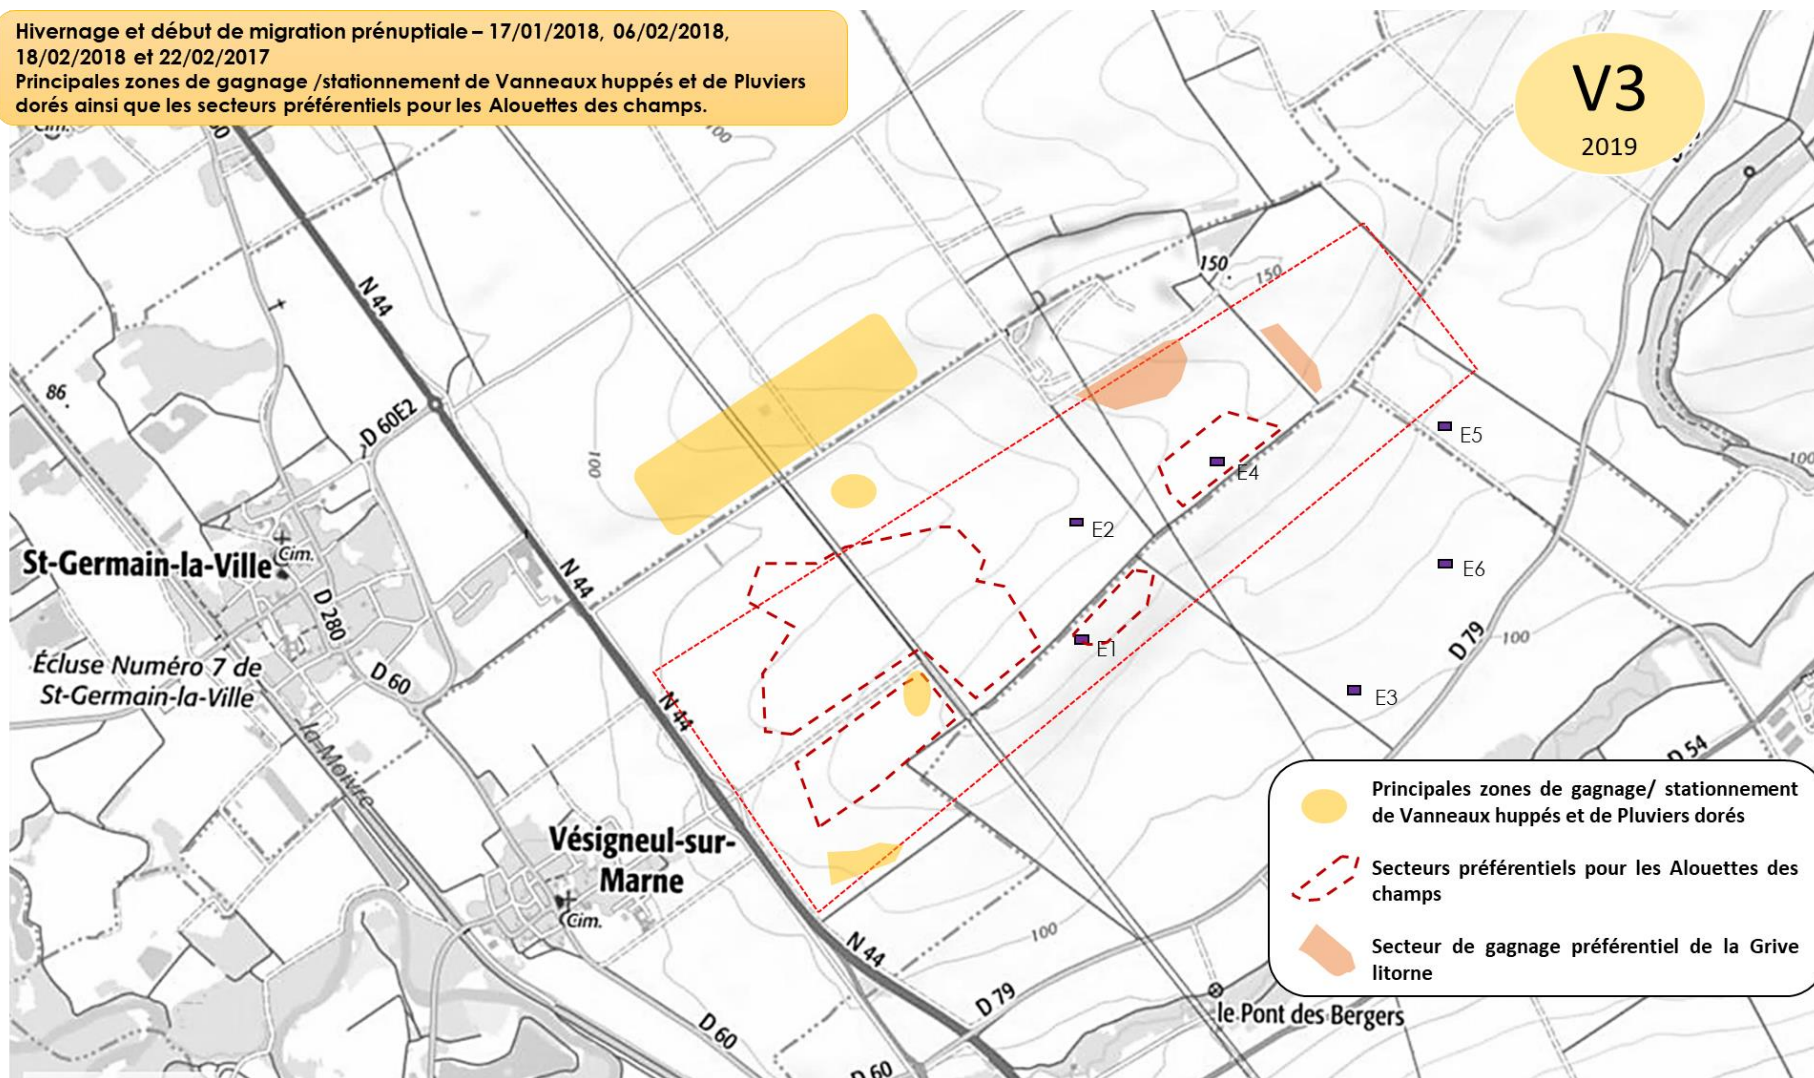 Hivernage et début de migration prénuptiale – 17/01/2018, 06/02/2018,
18/02/2018 et 22/02/2017
Principales zones de gagnage /stationnement de Vanneaux huppés et de Pluviers
dorés ainsi que les secteurs préférentiels pour les Alouettes des champs.
V3
2019
Cim.
100
150
150
N 44
86
D 60E2
100
E5
100
E4
E2
St-Germain-la-Ville
Cim.
N 44
E6
D 280
E1
D 79
100
Écluse Numéro 7 de
St-Germain-la-Ville
D 60
E3
N 44
la Moivre
D 54
Vésigneul-sur-
Marne
Cim.
100
N 44
D 79
le Pont des Bergers
D 60
D 60
Principales zones de gagnage/ stationnement
de Vanneaux huppés et de Pluviers dorés
Secteurs préférentiels pour les Alouettes des
champs
Secteur de gagnage préférentiel de la Grive
litorne